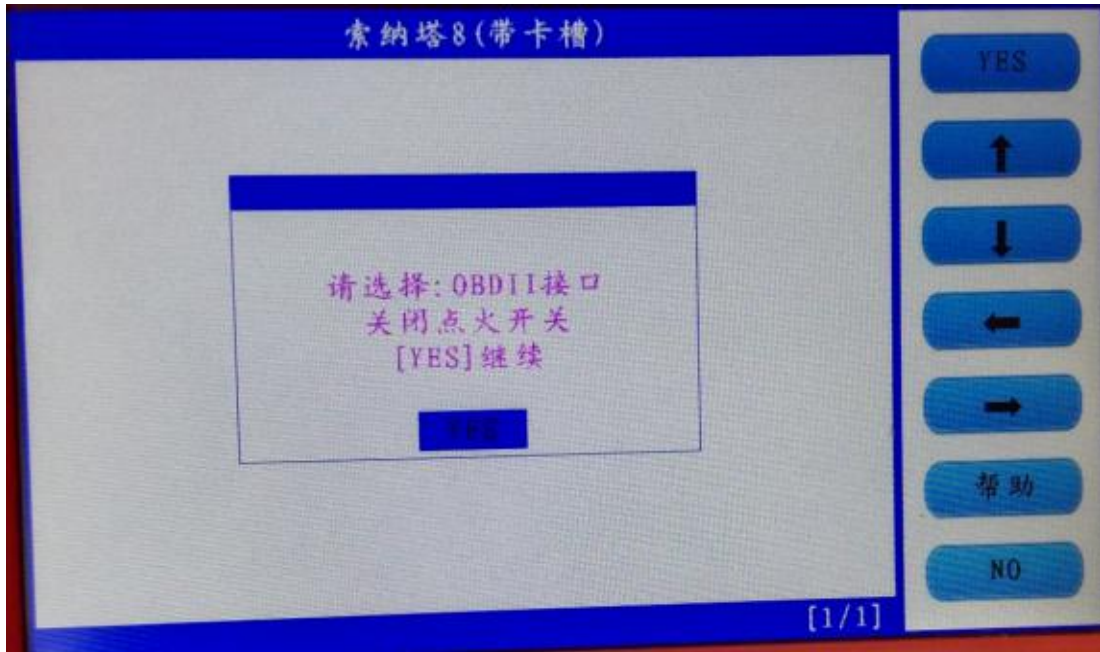 索纳塔8(带卡槽)
请选择:OBDII接口
关闭点火开关
[YES]继续
YES
[1/1]
YES
↑
↓
←
→
帮助
NO